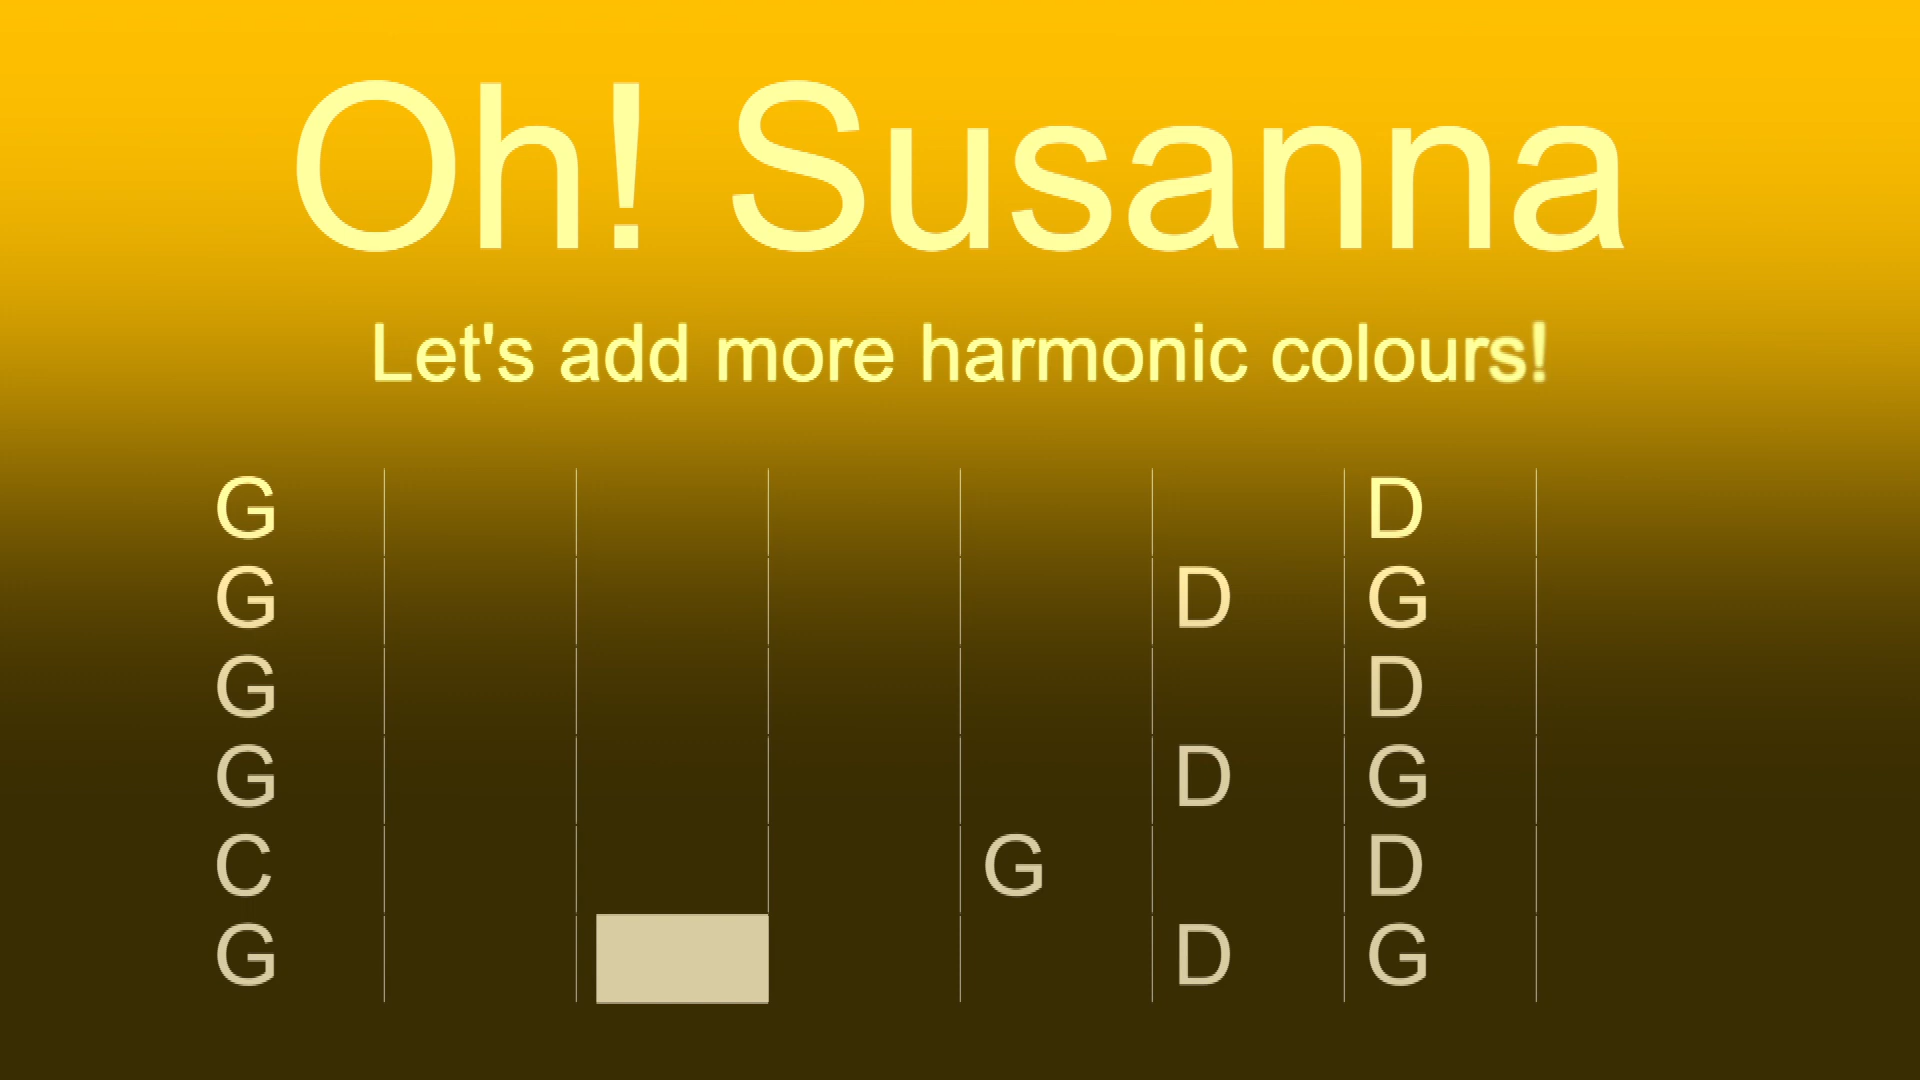 Oh! Susanna
Let's add more harmonic colours!
G D
G D G
G D
G D G
C G D
G D G